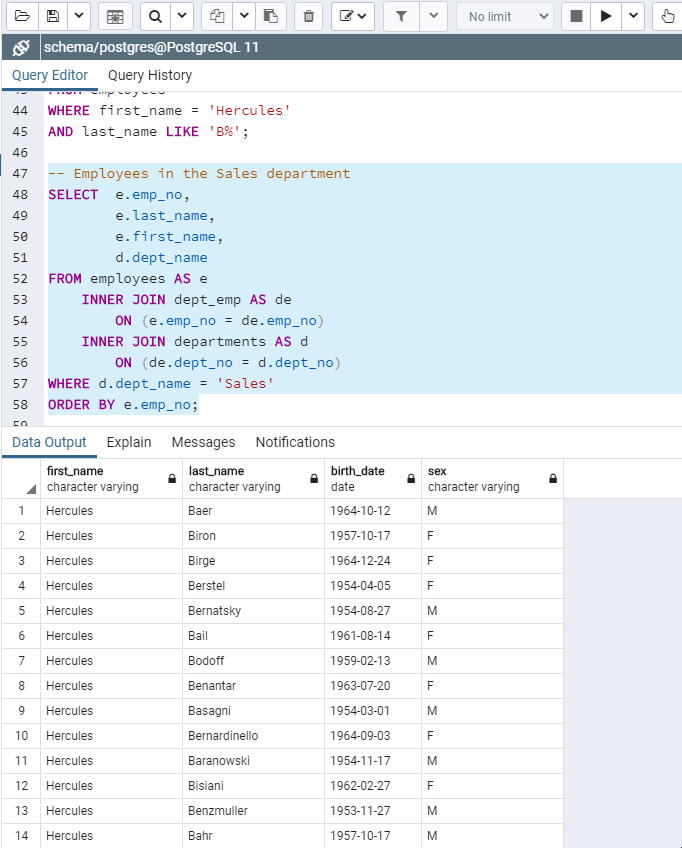 No limit
schema/postgres@PostgreSQL 11
Query Editor Query History
44 WHERE first_name = 'Hercules'
45 AND last_name LIKE 'B%';
46
47 -- Employees in the Sales department
48 SELECT e.emp_no,
49 e.last_name,
50 e.first_name,
51 d.dept_name
52 FROM employees AS e
53 INNER JOIN dept_emp AS de
54 ON (e.emp_no = de.emp_no)
55 INNER JOIN departments AS d
56 ON (de.dept_no = d.dept_no)
57 WHERE d.dept_name = 'Sales'
58 ORDER BY e.emp_no;
Data Output Explain Messages Notifications
first_name last_name birth_date sex
character varying character varying date character varying
1 Hercules Baer 1964-10-12 M
2 Hercules Biron 1957-10-17 F
3 Hercules Birge 1964-12-24 F
4 Hercules Berstel 1954-04-05 F
5 Hercules Bernatsky 1954-08-27 M
6 Hercules Bail 1961-08-14 F
7 Hercules Bodoff 1959-02-13 M
8 Hercules Benantar 1963-07-20 F
9 Hercules Basagni 1954-03-01 M
10 Hercules Bernardinello 1964-09-03 F
11 Hercules Baranowski 1954-11-17 M
12 Hercules Bisiani 1962-02-27 F
13 Hercules Benzmuller 1953-11-27 M
14 Hercules Bahr 1957-10-17 M